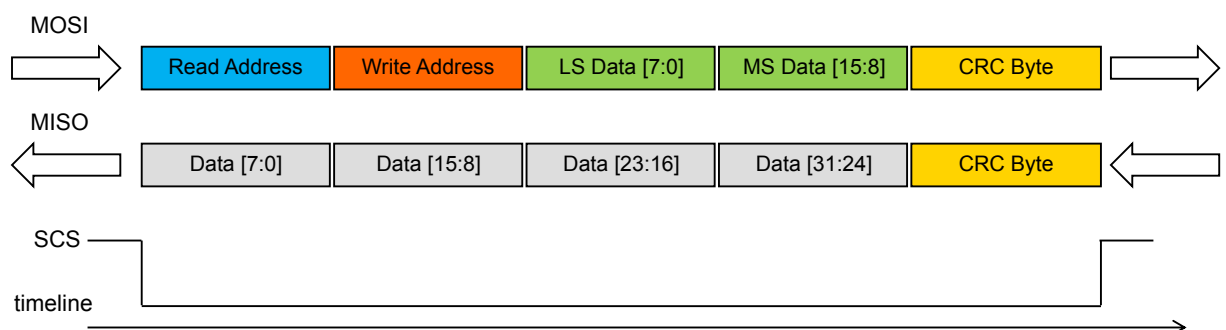 MOSI
Read Address Write Address LS Data [7:0] MS Data [15:8] CRC Byte
MISO
Data [7:0] Data [15:8] Data [23:16] Data [31:24] CRC Byte
SCS
timeline